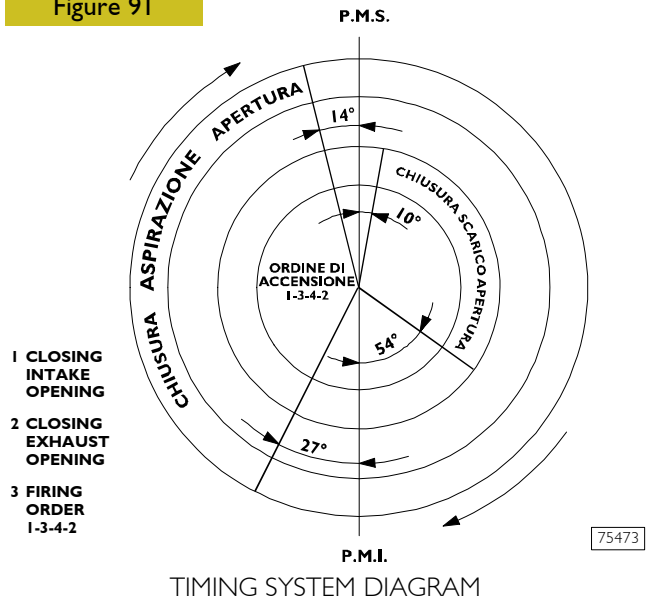 Figure 91
P.M.S.
CHIUSURA ASPIRAZIONE APERTURA
14°
CHIUSURA SCARICO APERTURA
10°
ORDINE DI
ACCENSIONE
1-3-4-2
54°
27°
1 CLOSING
INTAKE
OPENING
2 CLOSING
EXHAUST
OPENING
3 FIRING
ORDER
1-3-4-2
75473
P.M.I.
TIMING SYSTEM DIAGRAM